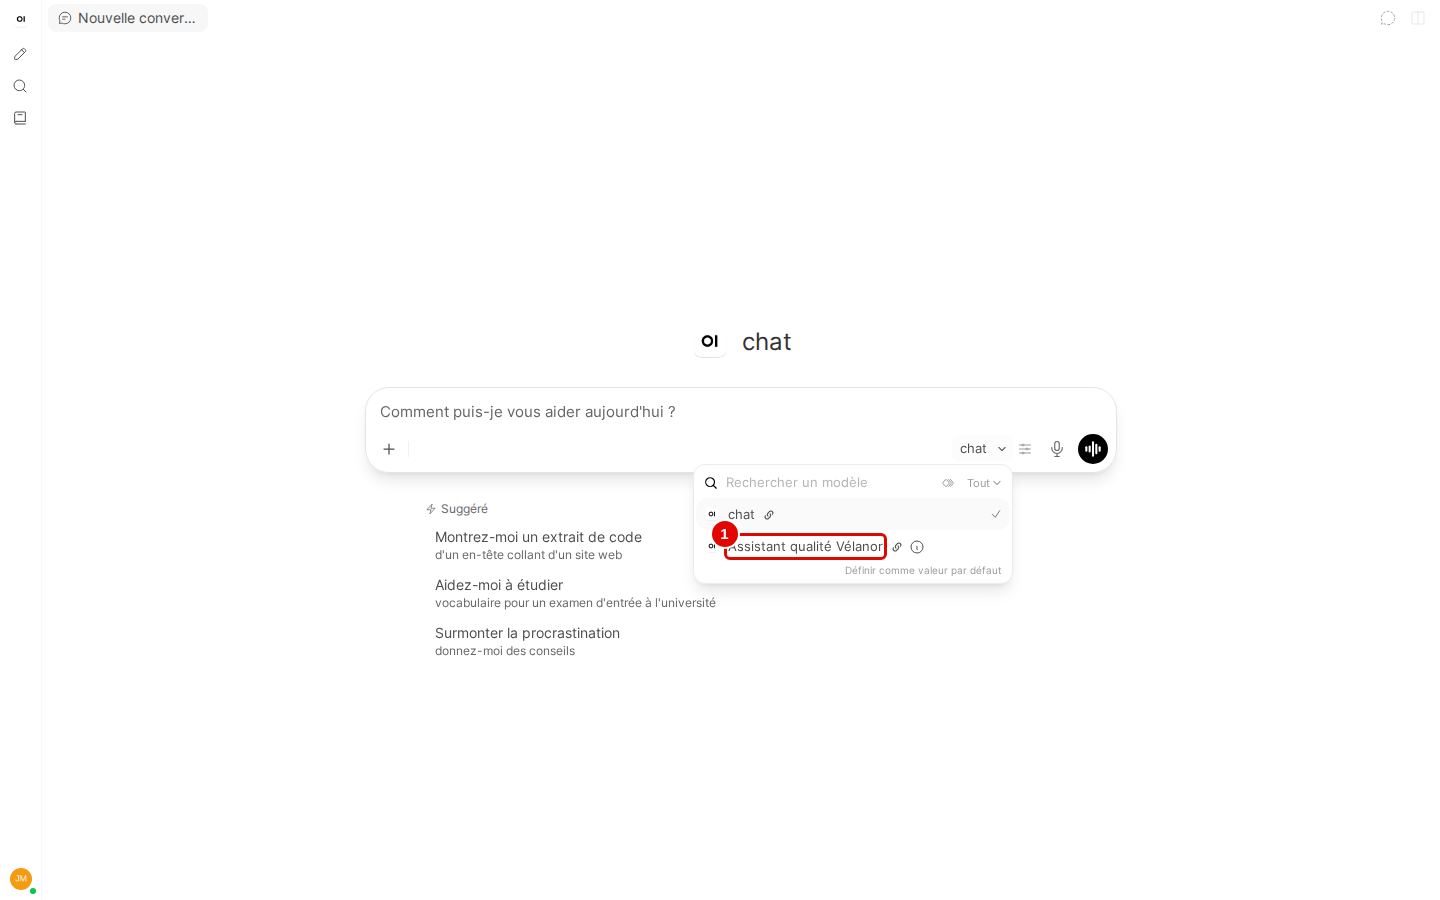 OI
Nouvelle conver...
OI chat
Comment puis-je vous aider aujourd'hui ?
chat
Rechercher un modèle
Tout
OI chat
1
OI Assistant qualité Vélanor
Définir comme valeur par défaut
Suggéré
Montrez-moi un extrait de code
d'un en-tête collant d'un site web
Aidez-moi à étudier
vocabulaire pour un examen d'entrée à l'université
Surmonter la procrastination
donnez-moi des conseils
JM